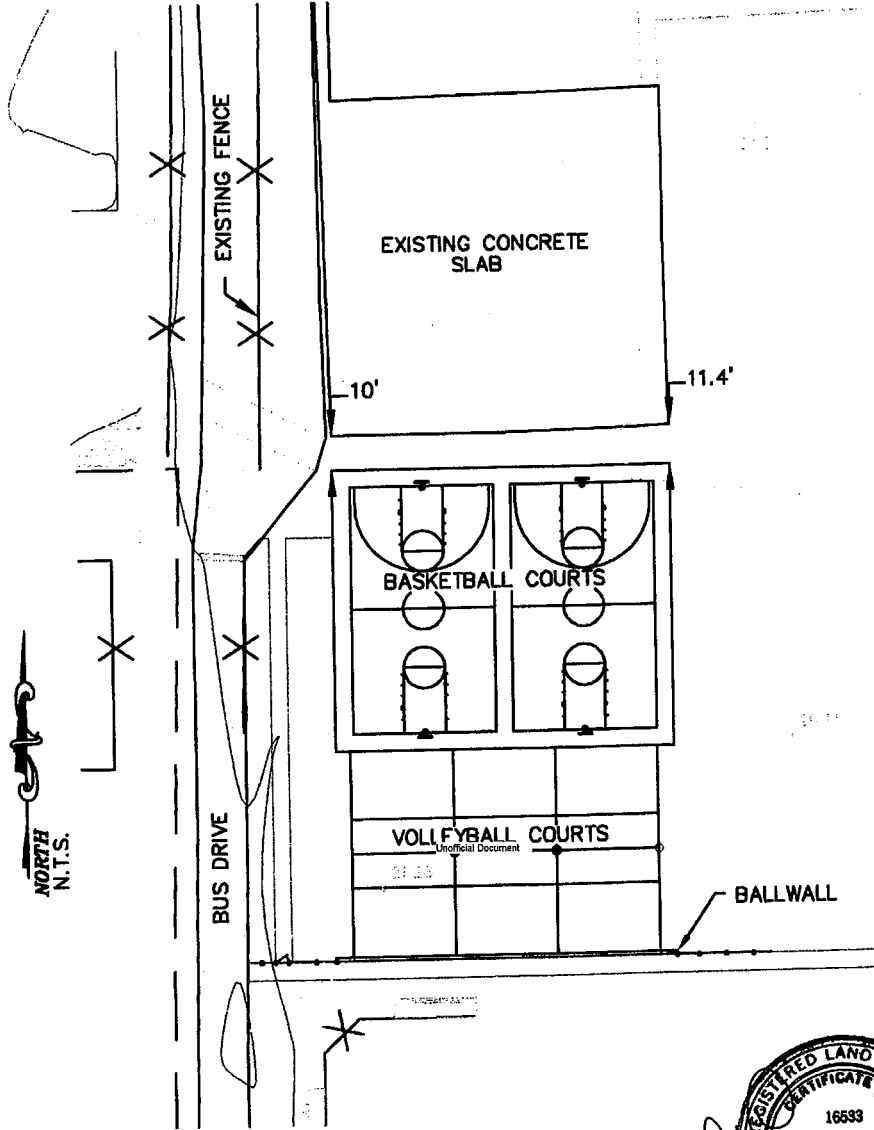 EXISTING FENCE
EXISTING CONCRETE
SLAB
10'
11.4'
BASKETBALL COURTS
NORTH
N.T.S.
BUS DRIVE
VOLLEYBALL COURTS
Unofficial Document
BALLWALL
REGISTERED LAND
CERTIFICATE
16533